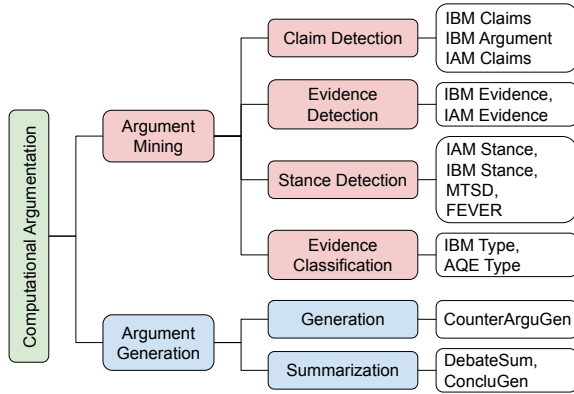 Computational Argumentation
Argument
Mining
Claim Detection
IBM Claims
IBM Argument
IAM Claims
Evidence
Detection
IBM Evidence,
IAM Evidence
Stance Detection
IAM Stance,
IBM Stance,
MTSD,
FEVER
Evidence
Classification
IBM Type,
AQE Type
Argument
Generation
Generation
CounterArguGen
Summarization
DebateSum,
ConcluGen